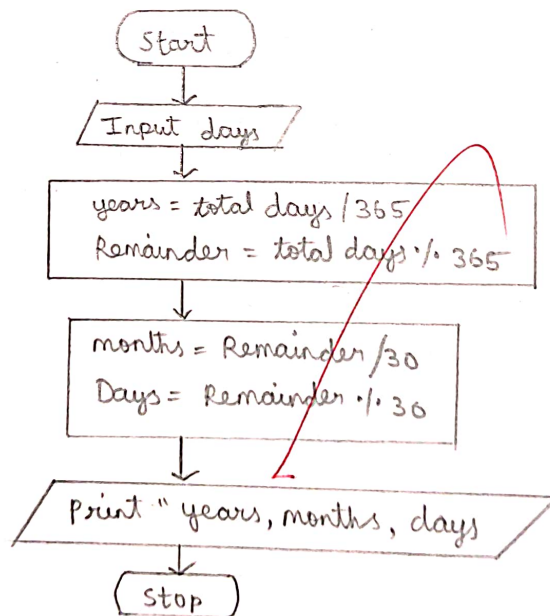 Start
Input days
years = total days / 365
Remainder = total days % 365
months = Remainder / 30
Days = Remainder % 30
Print " years, months, days
Stop